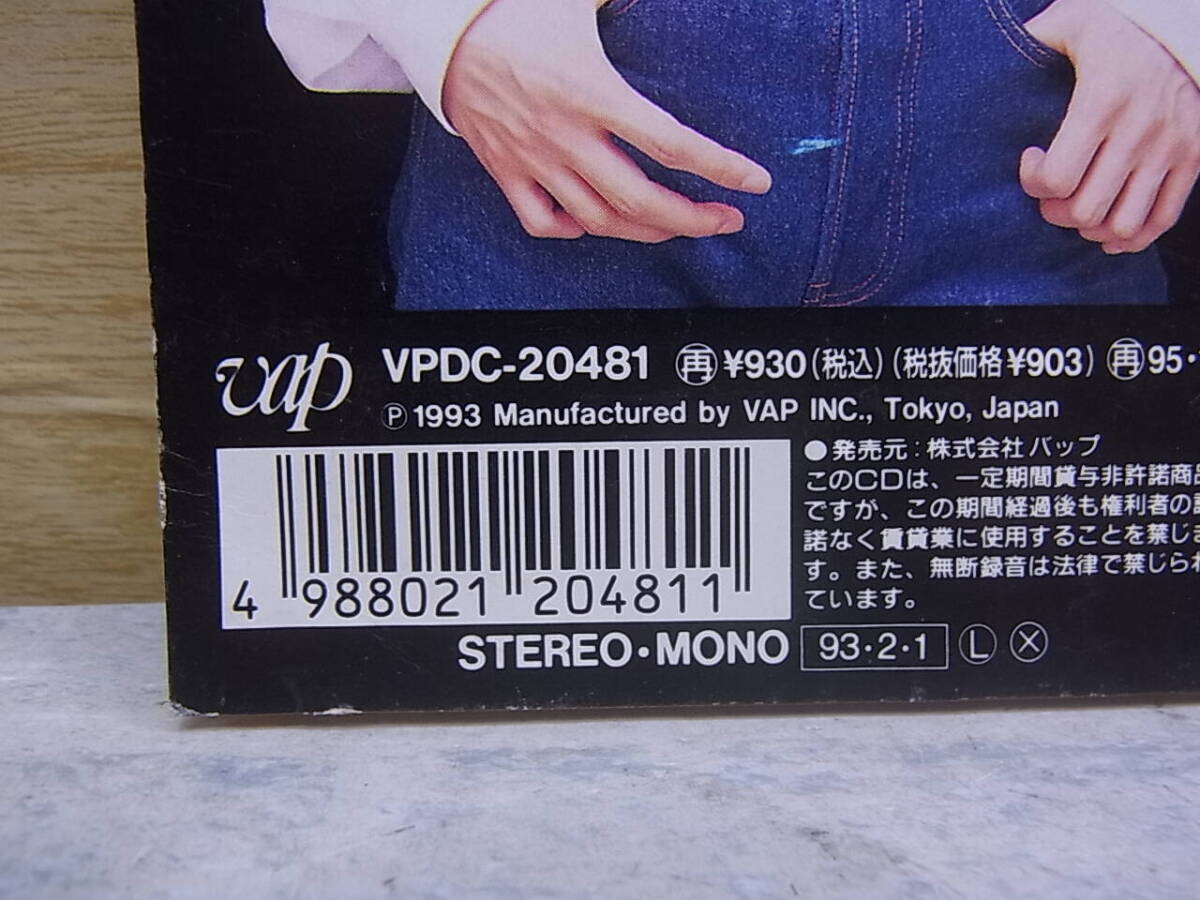 vap VPDC-20481 ㊞再 ¥930(税込)(税抜価格¥903) 再 95・
Ⓟ 1993 Manufactured by VAP INC., Tokyo, Japan
●発売元:株式会社バップ
このCDは、一定期間貸与非許諾商品
ですが、この期間経過後も権利者の許
諾なく賃貸業に使用することを禁じま
す。また、無断録音は法律で禁じられ
ています。
4 988021 204811
STEREO・MONO 93・2・1 Ⓛ Ⓧ